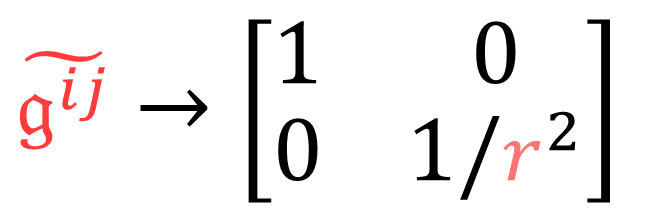 𝔤̃ⁱʲ → [1 0
0 1/r²]